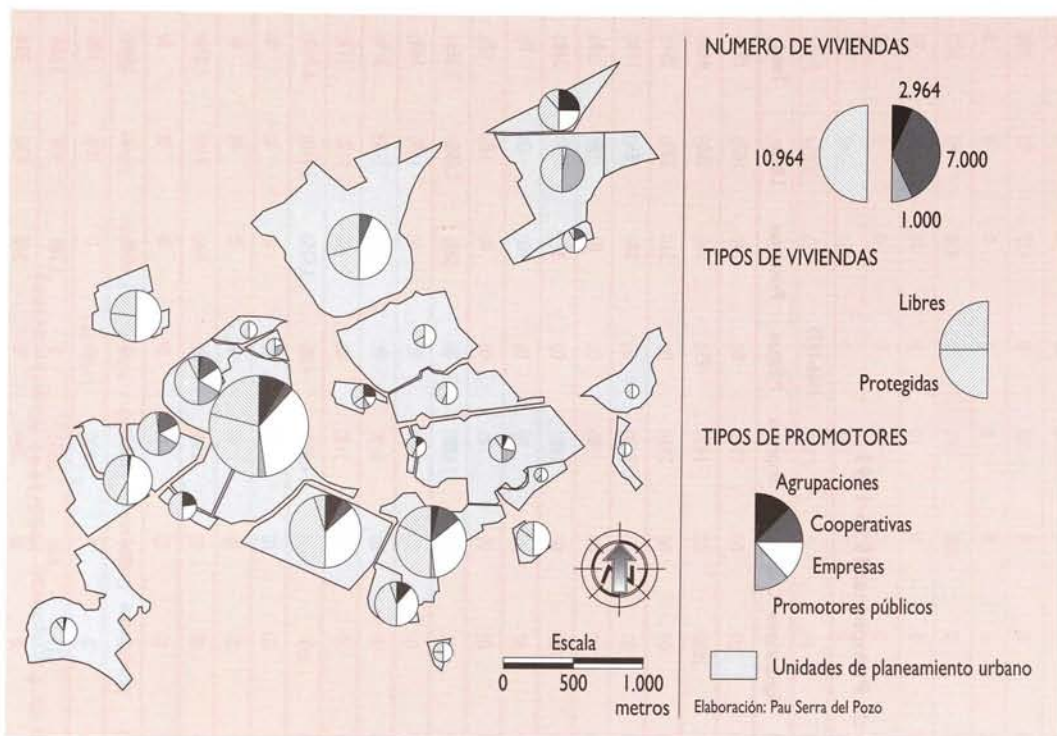 NÚMERO DE VIVIENDAS
2.964
10.964
7.000
1.000
TIPOS DE VIVIENDAS
Libres
Protegidas
TIPOS DE PROMOTORES
Agrupaciones
Cooperativas
Empresas
Promotores públicos
Unidades de planeamiento urbano
Elaboración: Pau Serra del Pozo
N
Escala
0 500 1.000
metros